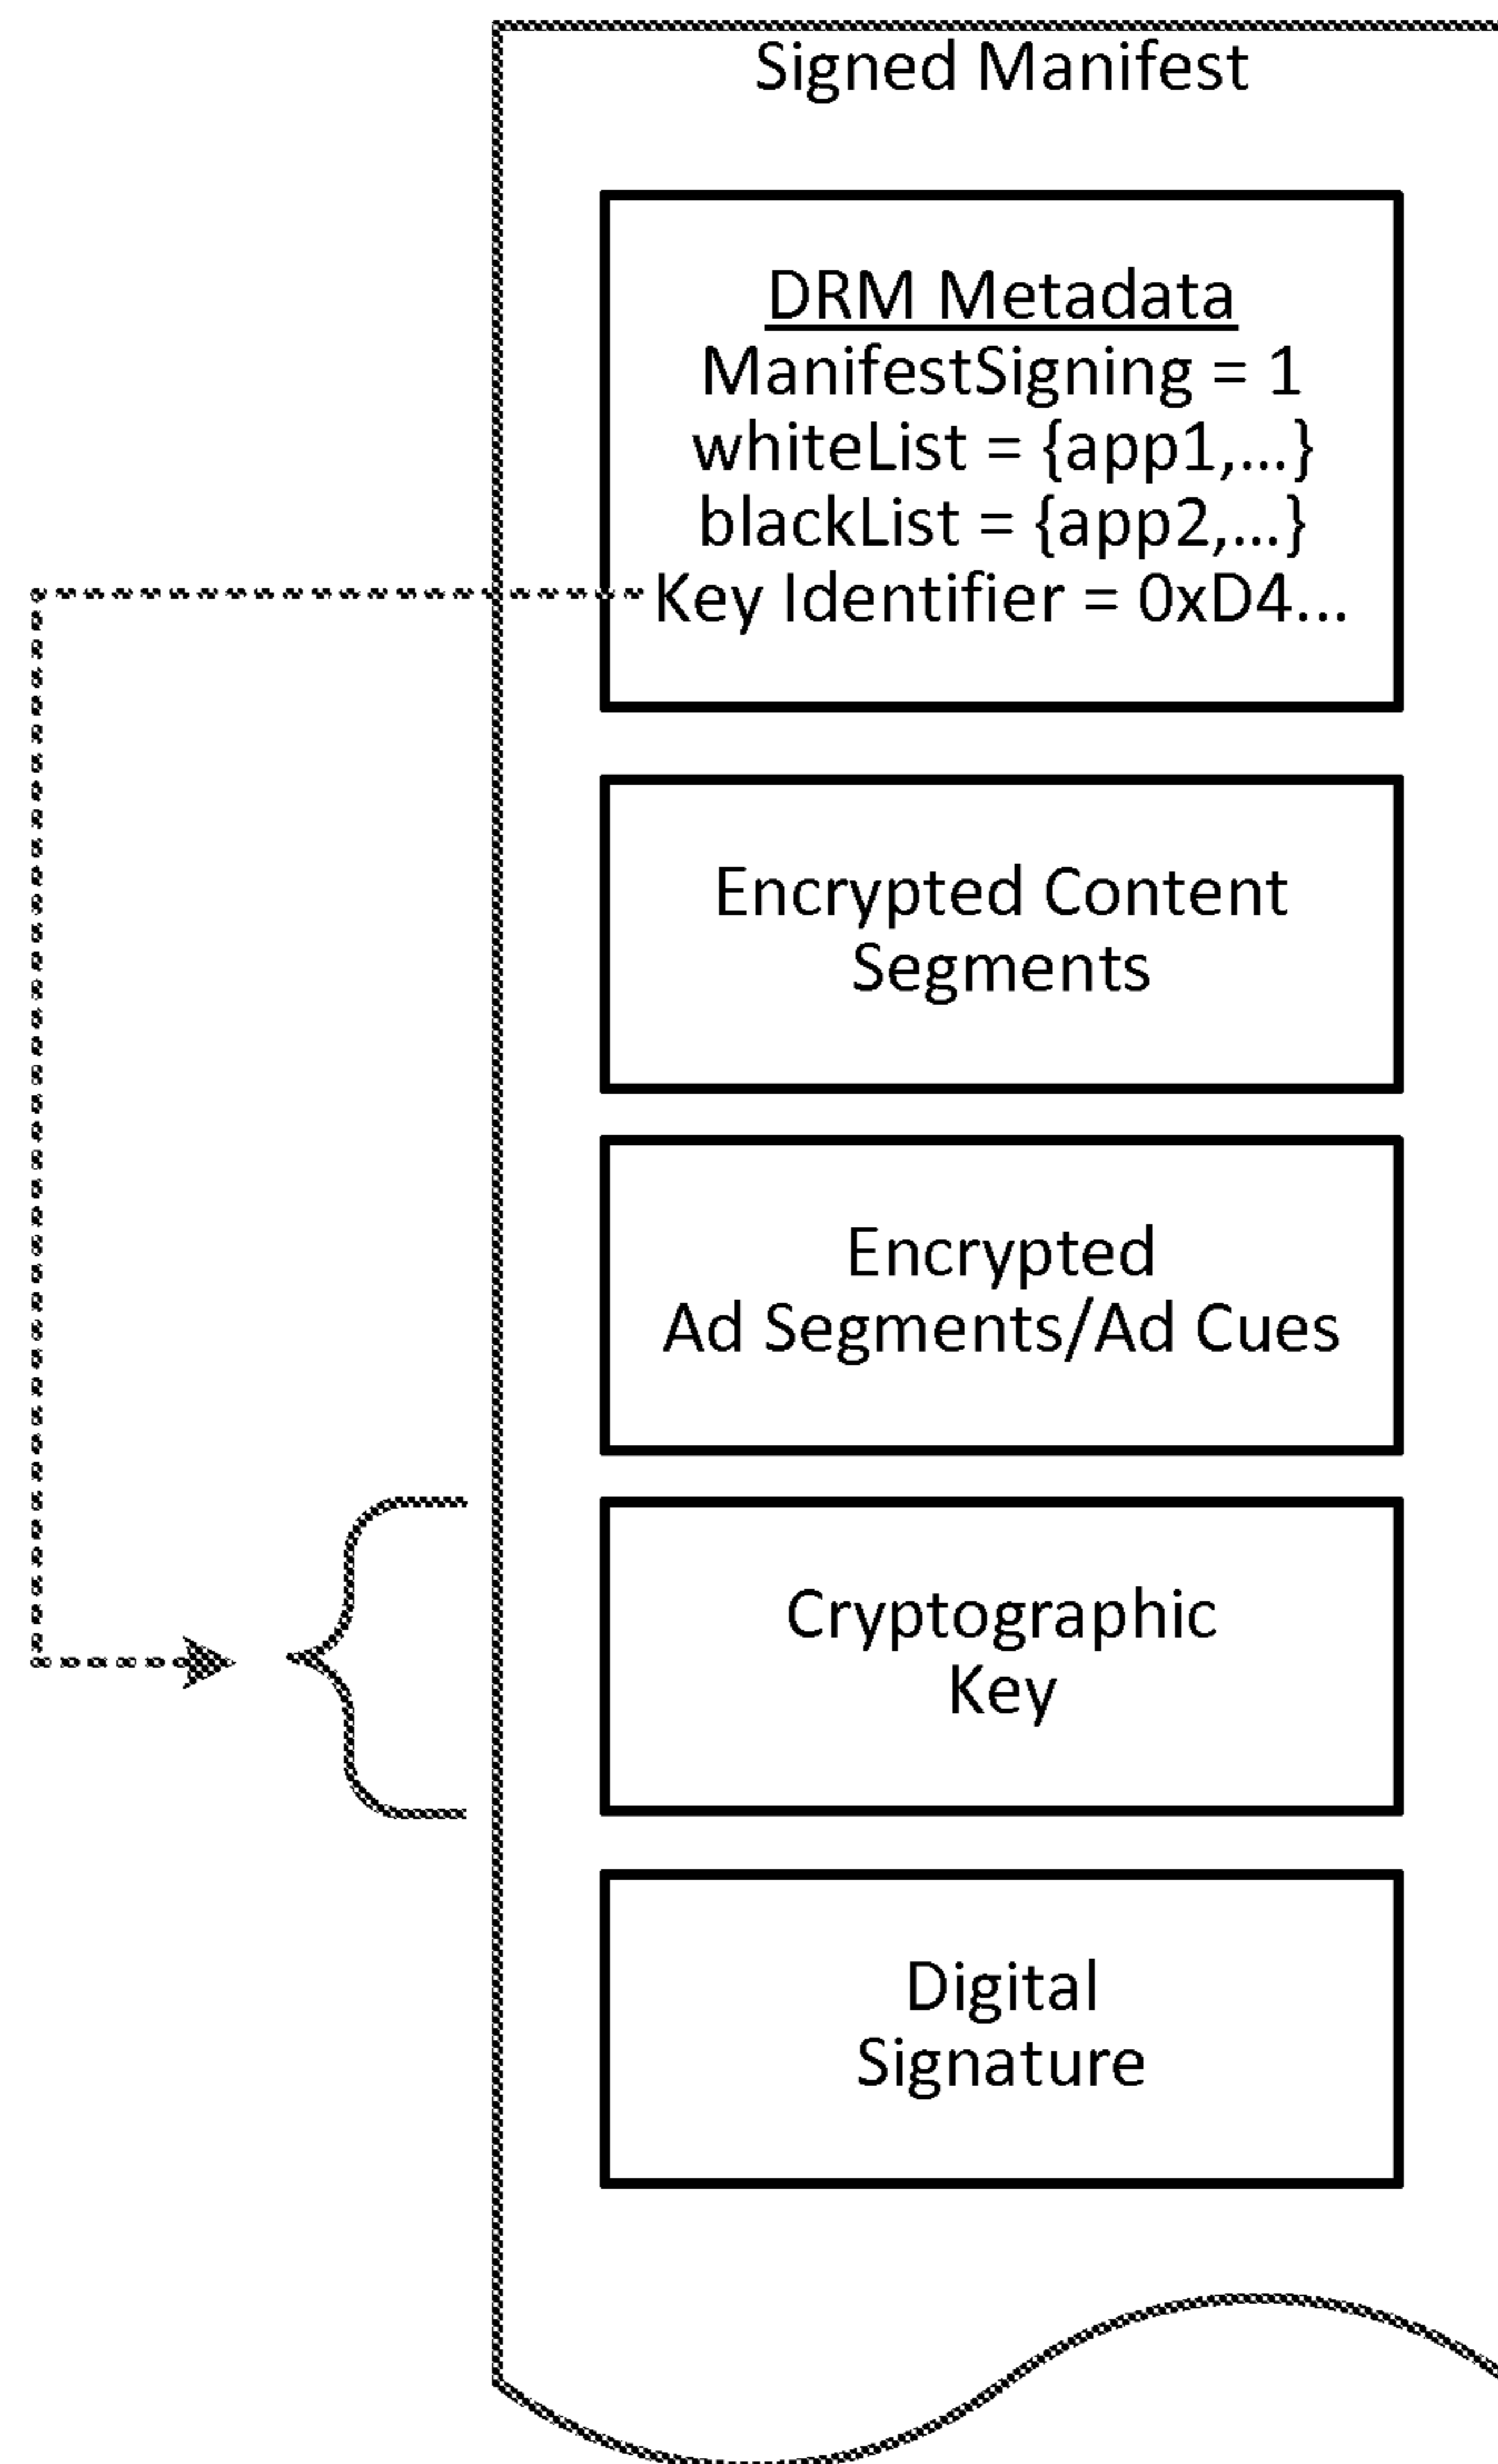 Signed Manifest
DRM Metadata
ManifestSigning = 1
whiteList = {app1,...}
blackList = {app2,...}
Key Identifier = 0xD4...
Encrypted Content
Segments
Encrypted
Ad Segments/Ad Cues
Cryptographic
Key
Digital
Signature